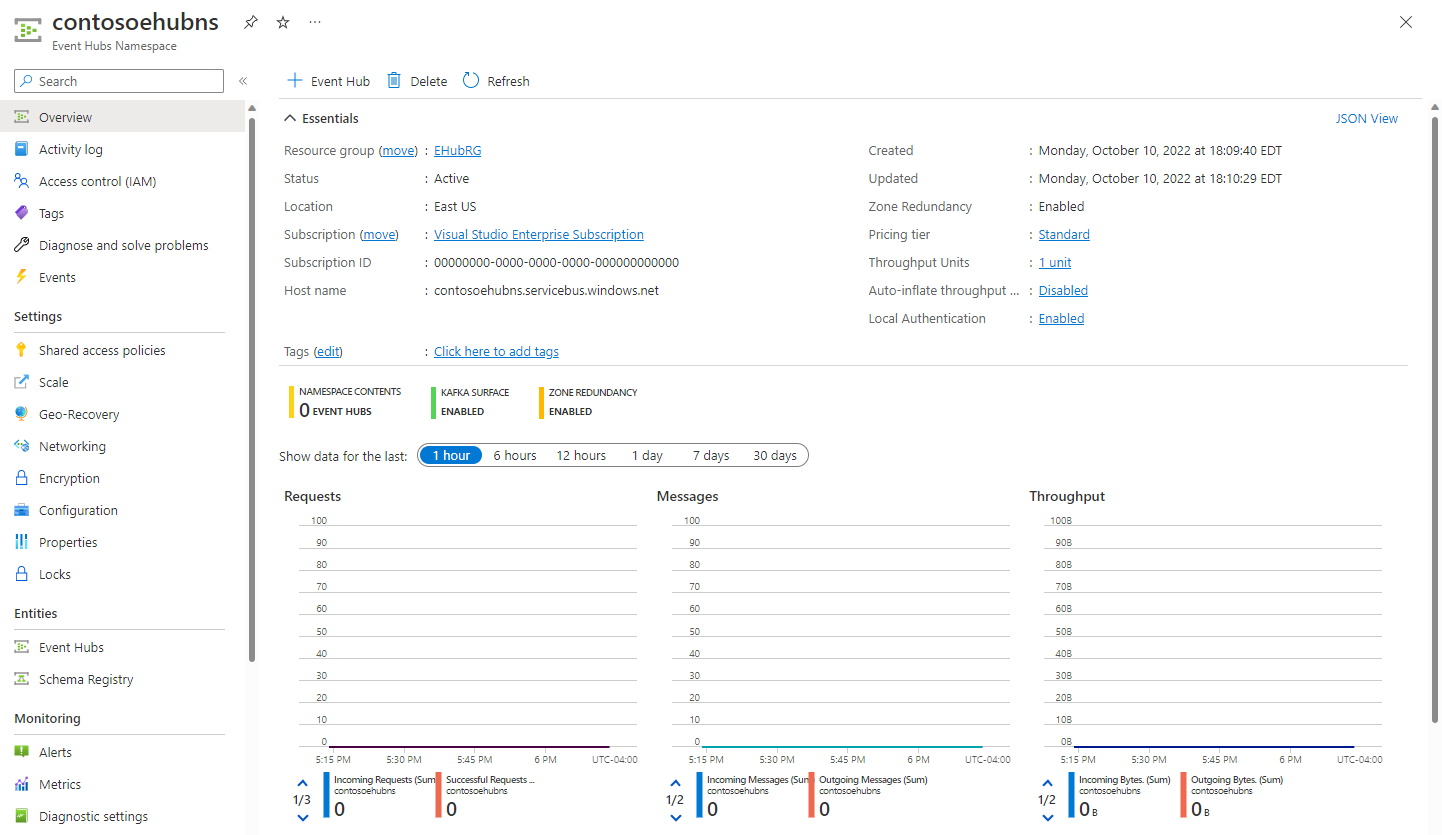 contosoehubns
Event Hubs Namespace
Search
Overview
Activity log
Access control (IAM)
Tags
Diagnose and solve problems
Events
Settings
Shared access policies
Scale
Geo-Recovery
Networking
Encryption
Configuration
Properties
Locks
Entities
Event Hubs
Schema Registry
Monitoring
Alerts
Metrics
Diagnostic settings
Event Hub Delete Refresh
Essentials JSON View
Resource group (move) : EHubRG
Status : Active
Location : East US
Subscription (move) : Visual Studio Enterprise Subscription
Subscription ID : 00000000-0000-0000-0000-000000000000
Host name : contosoehubns.servicebus.windows.net
Created : Monday, October 10, 2022 at 18:09:40 EDT
Updated : Monday, October 10, 2022 at 18:10:29 EDT
Zone Redundancy : Enabled
Pricing tier : Standard
Throughput Units : 1 unit
Auto-inflate throughput ... : Disabled
Local Authentication : Enabled
Tags (edit) : Click here to add tags
NAMESPACE CONTENTS
0 EVENT HUBS
KAFKA SURFACE
ENABLED
ZONE REDUNDANCY
ENABLED
Show data for the last: 1 hour 6 hours 12 hours 1 day 7 days 30 days
Requests
100
90
80
70
60
50
40
30
20
10
0
5:15 PM 5:30 PM 5:45 PM 6 PM UTC-04:00
1/3
Incoming Requests (Sum
contosoehubns
0
Successful Requests ...
contosoehubns
0
Messages
100
90
80
70
60
50
40
30
20
10
0
5:15 PM 5:30 PM 5:45 PM 6 PM UTC-04:00
1/2
Incoming Messages (Sum
contosoehubns
0
Outgoing Messages (Sum)
contosoehubns
0
Throughput
100B
90B
80B
70B
60B
50B
40B
30B
20B
10B
0B
5:15 PM 5:30 PM 5:45 PM 6 PM UTC-04:00
1/2
Incoming Bytes. (Sum)
contosoehubns
0 B
Outgoing Bytes. (Sum)
contosoehubns
0 B